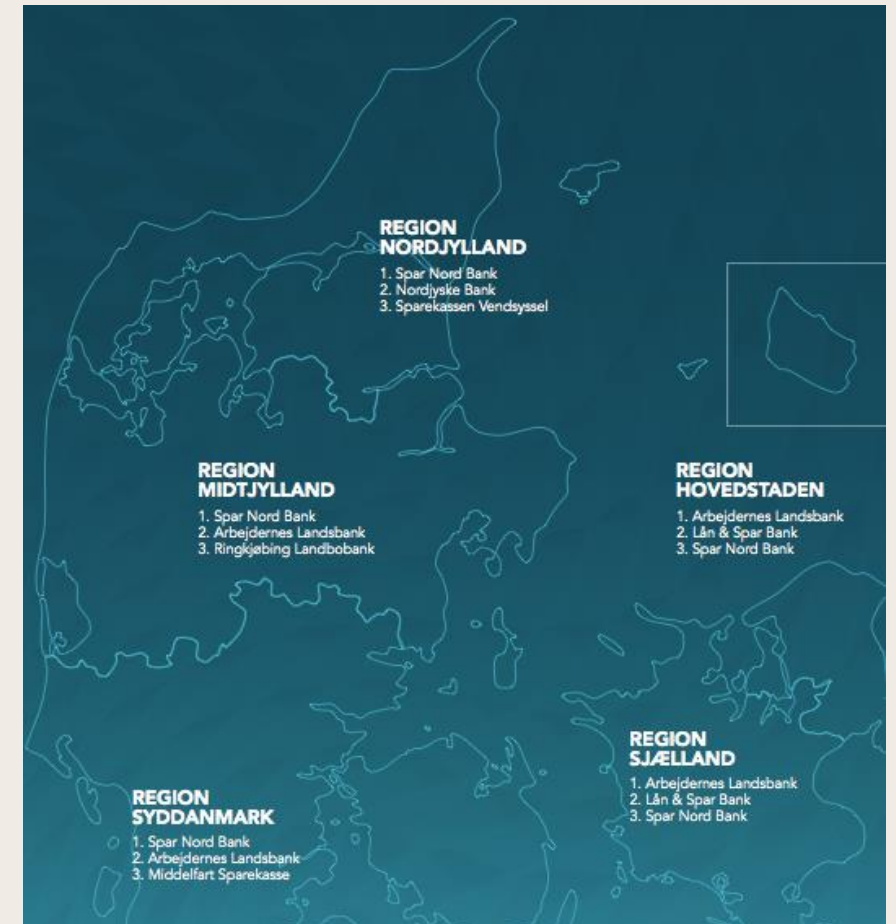 REGION
NORDJYLLAND
1. Spar Nord Bank
2. Nordjyske Bank
3. Sparekassen Vendsyssel
REGION
MIDTJYLLAND
1. Spar Nord Bank
2. Arbejdernes Landsbank
3. Ringkjøbing Landbobank
REGION
HOVEDSTADEN
1. Arbejdernes Landsbank
2. Lån & Spar Bank
3. Spar Nord Bank
REGION
SJÆLLAND
1. Arbejdernes Landsbank
2. Lån & Spar Bank
3. Spar Nord Bank
REGION
SYDDANMARK
1. Spar Nord Bank
2. Arbejdernes Landsbank
3. Middelfart Sparekasse